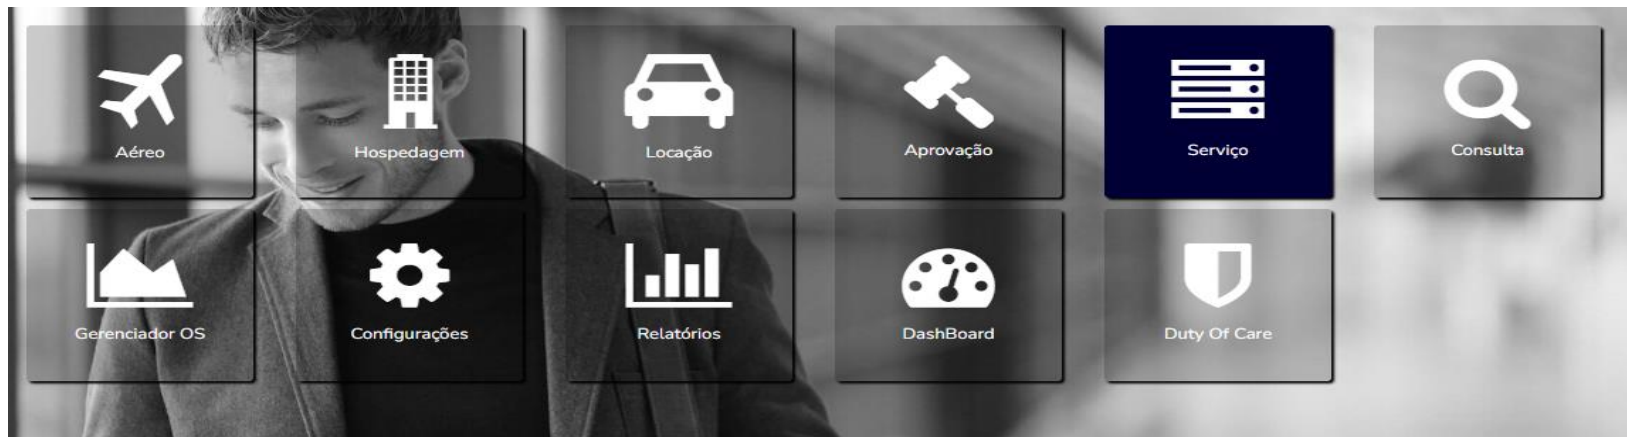 Aéreo
Hospedagem
Locação
Aprovação
Serviço
Consulta
Gerenciador OS
Configurações
Relatórios
DashBoard
Duty Of Care